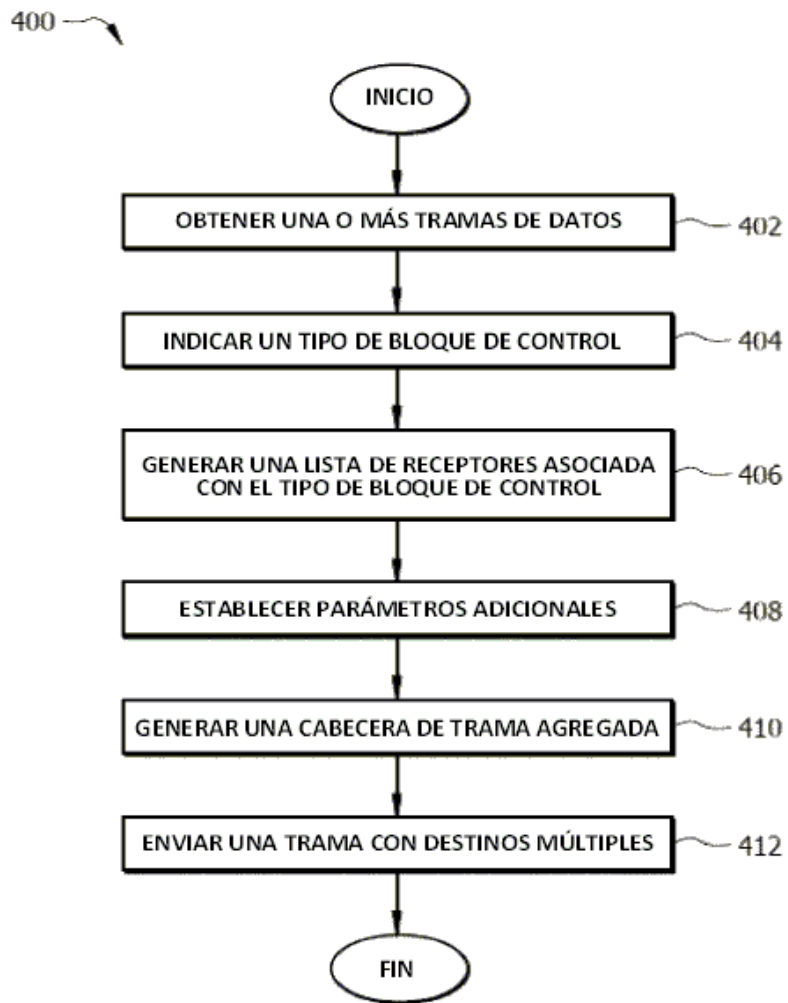 400
INICIO
OBTENER UNA O MÁS TRAMAS DE DATOS
402
INDICAR UN TIPO DE BLOQUE DE CONTROL
404
GENERAR UNA LISTA DE RECEPTORES ASOCIADA
CON EL TIPO DE BLOQUE DE CONTROL
406
ESTABLECER PARÁMETROS ADICIONALES
408
GENERAR UNA CABECERA DE TRAMA AGREGADA
410
ENVIAR UNA TRAMA CON DESTINOS MÚLTIPLES
412
FIN